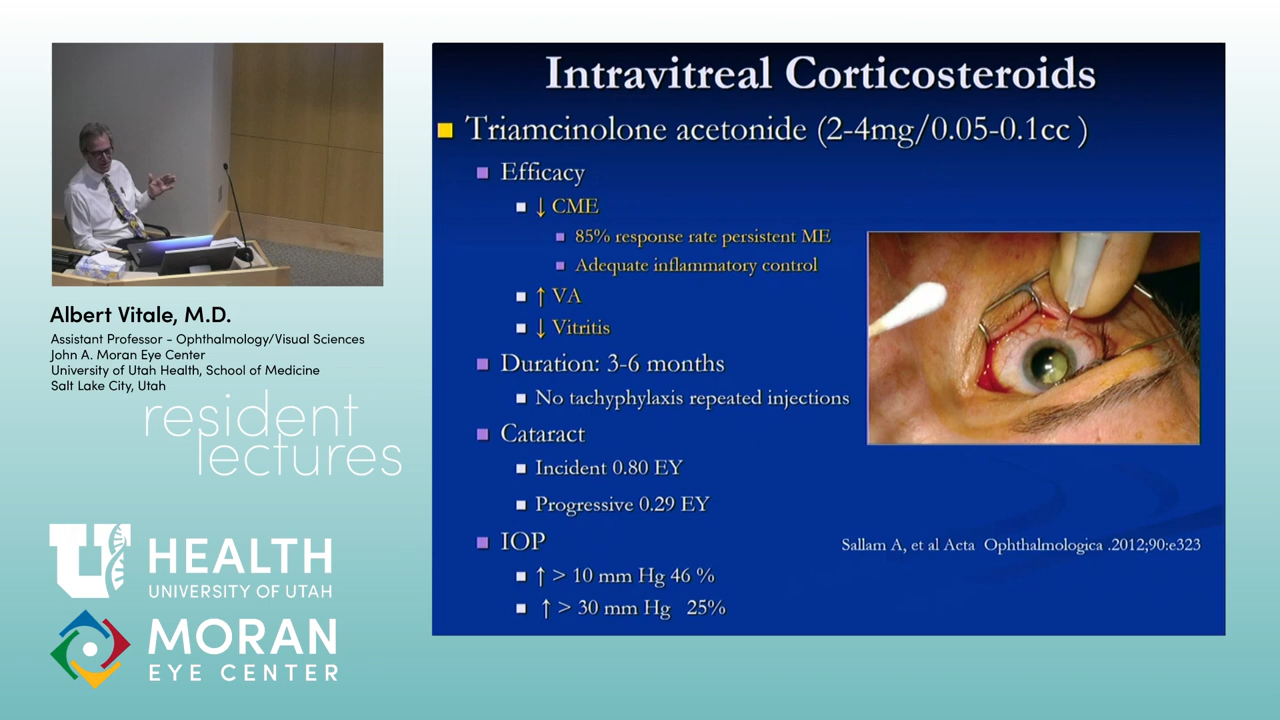 Albert Vitale, M.D.
Assistant Professor - Ophthalmology/Visual Sciences
John A. Moran Eye Center
University of Utah Health, School of Medicine
Salt Lake City, Utah
resident
lectures
U HEALTH
UNIVERSITY OF UTAH
MORAN
EYE CENTER
Intravitreal Corticosteroids
Triamcinolone acetonide (2-4mg/0.05-0.1cc )
Efficacy
↓ CME
85% response rate persistent ME
Adequate inflammatory control
↑ VA
↓ Vitritis
Duration: 3-6 months
No tachyphylaxis repeated injections
Cataract
Incident 0.80 EY
Progressive 0.29 EY
IOP
↑ > 10 mm Hg 46 %
↑ > 30 mm Hg 25%
Sallam A, et al Acta Ophthalmologica .2012;90:e323